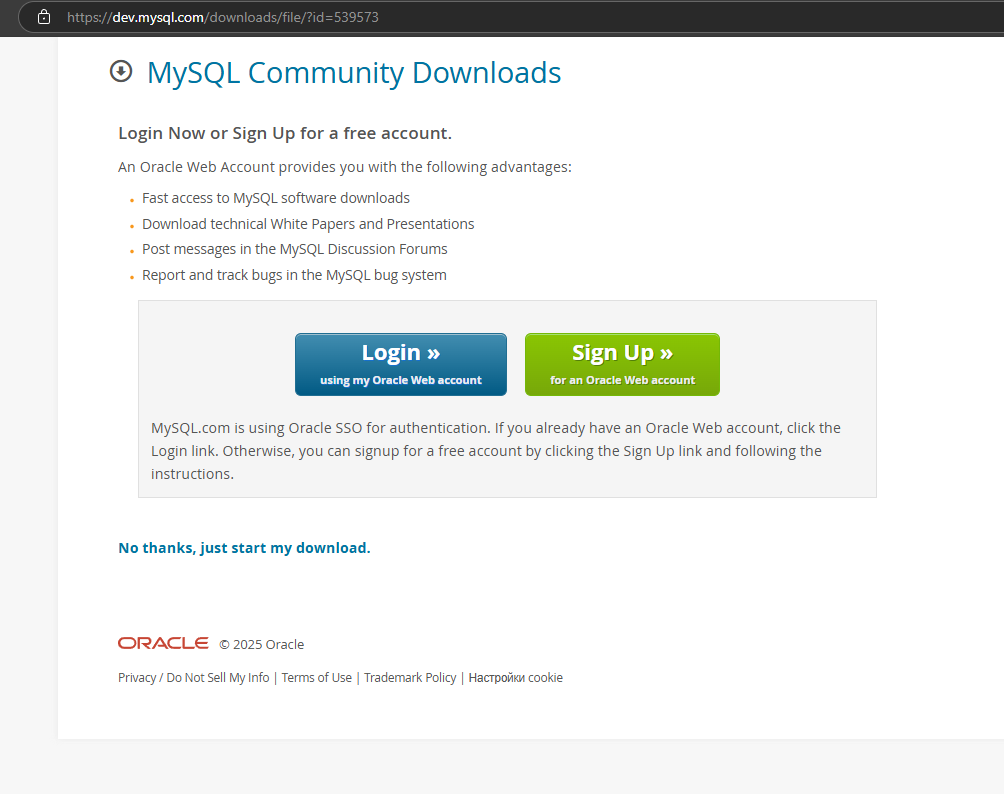 https://dev.mysql.com/downloads/file/?id=539573
MySQL Community Downloads
Login Now or Sign Up for a free account.
An Oracle Web Account provides you with the following advantages:
Fast access to MySQL software downloads
Download technical White Papers and Presentations
Post messages in the MySQL Discussion Forums
Report and track bugs in the MySQL bug system
Login »
using my Oracle Web account
Sign Up »
for an Oracle Web account
MySQL.com is using Oracle SSO for authentication. If you already have an Oracle Web account, click the
Login link. Otherwise, you can signup for a free account by clicking the Sign Up link and following the
instructions.
No thanks, just start my download.
ORACLE © 2025 Oracle
Privacy / Do Not Sell My Info | Terms of Use | Trademark Policy | Настройки cookie